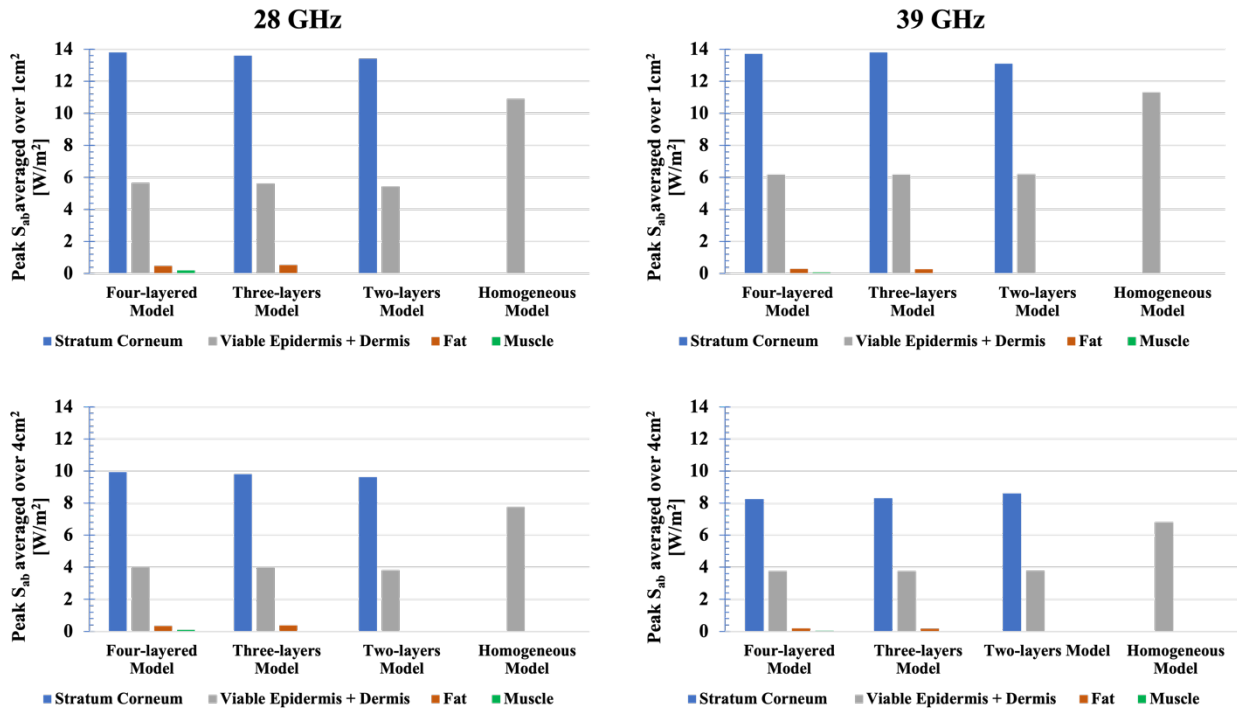 28 GHz
Peak Sab averaged over 1cm²
[W/m²]
14
12
10
8
6
4
2
0
Four-layered
Model
Three-layers
Model
Two-layers
Model
Homogeneous
Model
Stratum Corneum
Viable Epidermis + Dermis
Fat
Muscle
39 GHz
Peak Sab averaged over 1cm²
[W/m²]
14
12
10
8
6
4
2
0
Four-layered
Model
Three-layers
Model
Two-layers
Model
Homogeneous
Model
Stratum Corneum
Viable Epidermis + Dermis
Fat
Muscle
Peak Sab averaged over 4cm²
[W/m²]
14
12
10
8
6
4
2
0
Four-layered
Model
Three-layers
Model
Two-layers
Model
Homogeneous
Model
Stratum Corneum
Viable Epidermis + Dermis
Fat
Muscle
Peak Sab averaged over 4cm²
[W/m²]
14
12
10
8
6
4
2
0
Four-layered
Model
Three-layers
Model
Two-layers Model
Homogeneous
Model
Stratum Corneum
Viable Epidermis + Dermis
Fat
Muscle